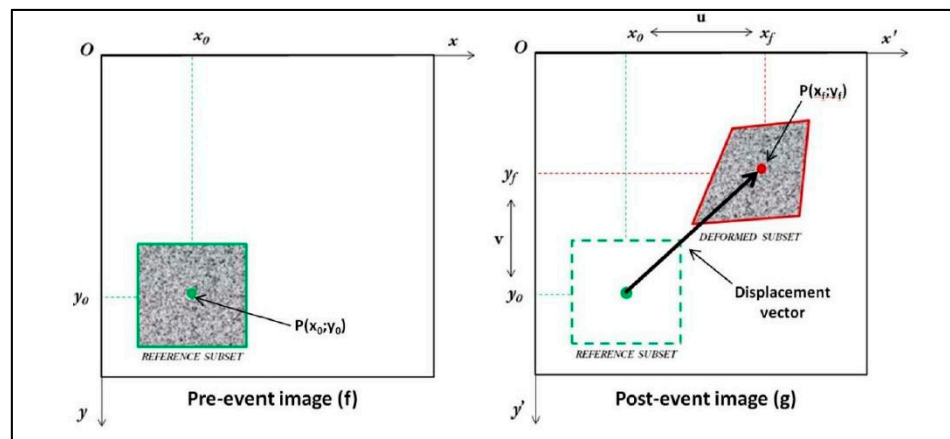 O
x₀
x
y₀
P(x₀;y₀)
REFERENCE SUBSET
Pre-event image (f)
y
u
O
x₀
x_f
x'
P(x_f;y_f)
y_f
DEFORMED SUBSET
v
y₀
Displacement
vector
REFERENCE SUBSET
Post-event image (g)
y'